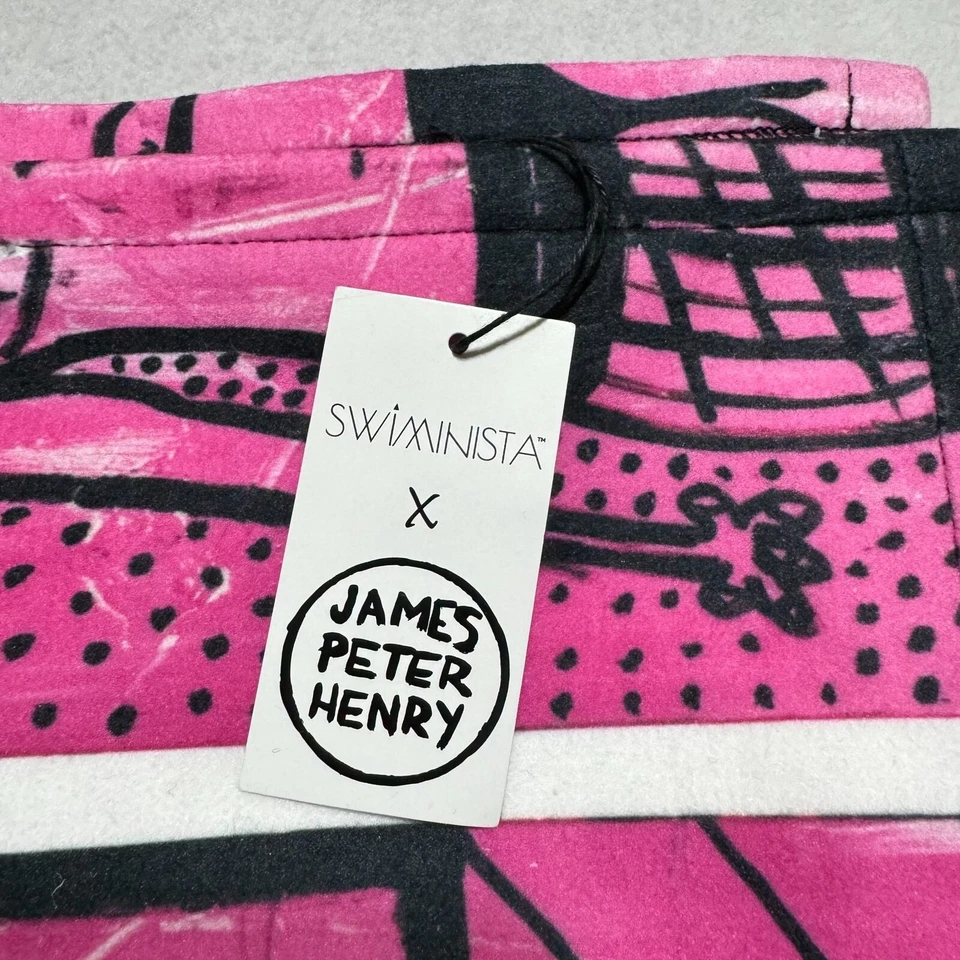 SWIMINISTA™
X
JAMES
PETER
HENRY